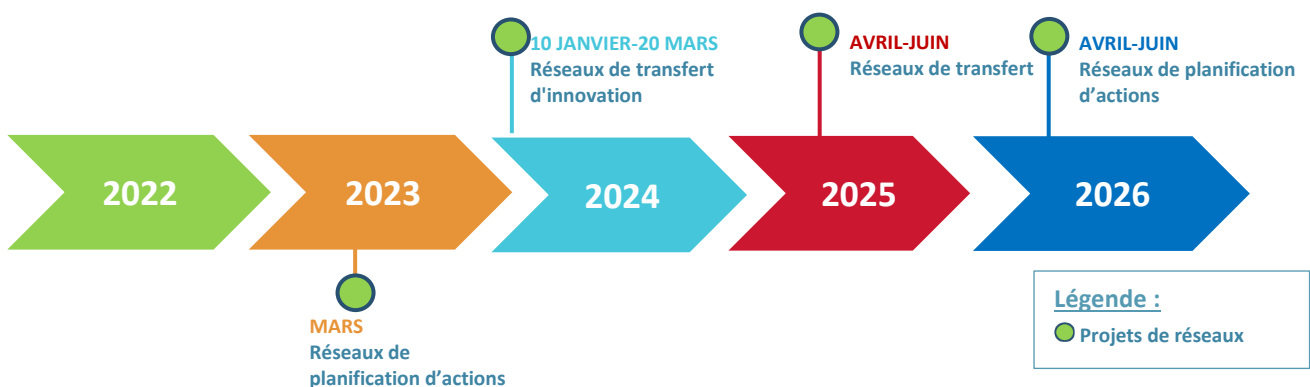 10 JANVIER-20 MARS
Réseaux de transfert
d'innovation
AVRIL-JUIN
Réseaux de transfert
AVRIL-JUIN
Réseaux de planification
d’actions
2022
2023
2024
2025
2026
MARS
Réseaux de
planification d’actions
Légende :
Projets de réseaux